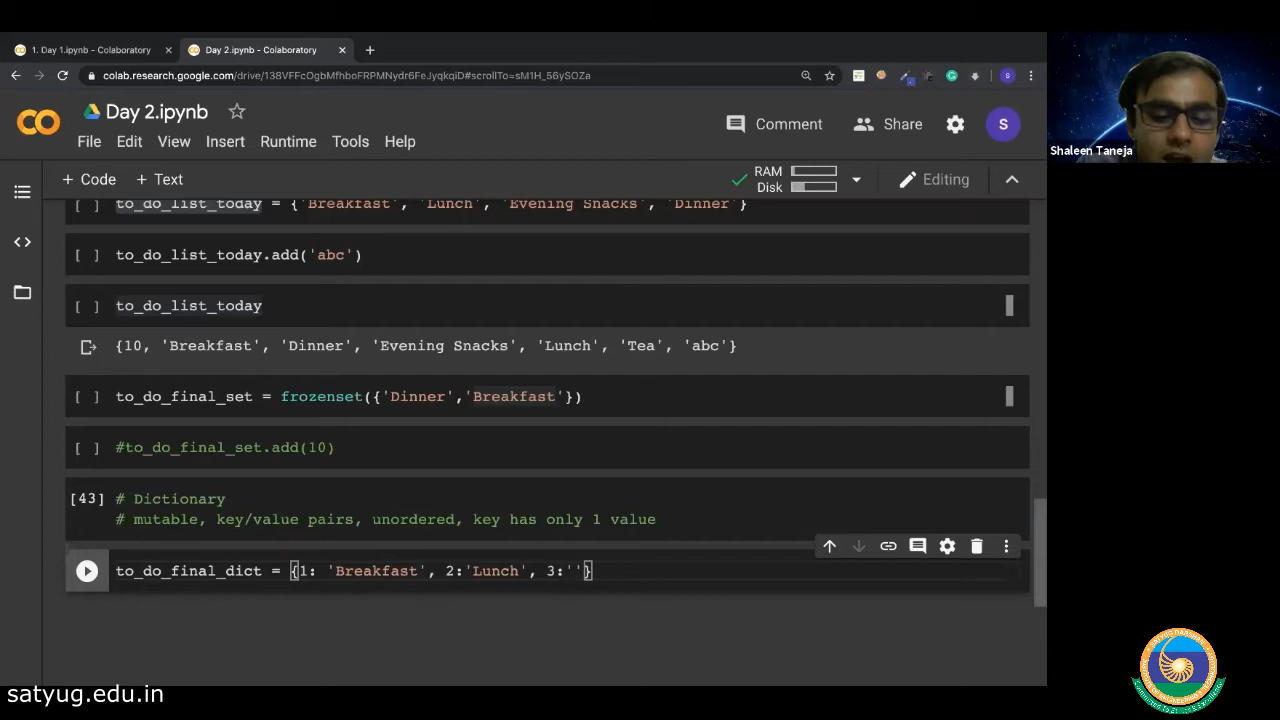 1. Day 1.ipynb - Colaboratory
Day 2.ipynb - Colaboratory
colab.research.google.com/drive/138VFFcOgbMfhboFRPMNydr6FeJyqkqiD#scrollTo=sM1H_56ySOZa
Day 2.ipynb
File Edit View Insert Runtime Tools Help
Comment Share S
+ Code + Text
RAM
Disk
Editing
[ ] to_do_list_today = {'Breakfast', 'Lunch', 'Evening Snacks', 'Dinner'}
[ ] to_do_list_today.add('abc')
[ ] to_do_list_today
{10, 'Breakfast', 'Dinner', 'Evening Snacks', 'Lunch', 'Tea', 'abc'}
[ ] to_do_final_set = frozenset({'Dinner','Breakfast'})
[ ] #to_do_final_set.add(10)
[43] # Dictionary
# mutable, key/value pairs, unordered, key has only 1 value
to_do_final_dict = {1: 'Breakfast', 2:'Lunch', 3:''}
Shaleen Taneja
satyug.edu.in